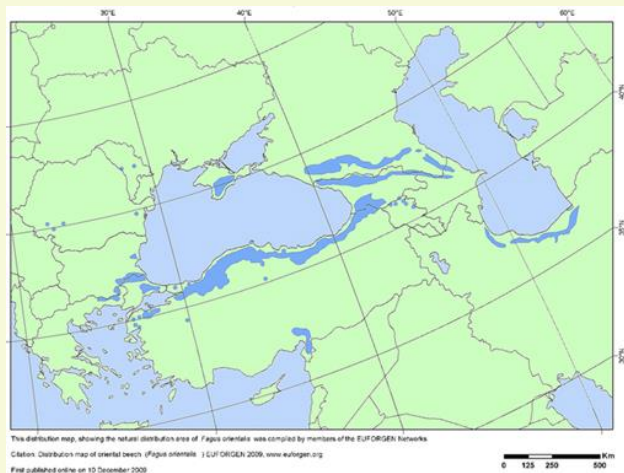 30°E 40°E 50°E 60°E
40°N
35°N
30°N
This distribution map, showing the natural distribution area of Fagus orientalis was compiled by members of the EUFORGEN Networks
Citation: Distribution map of oriental beech (Fagus orientalis ) EUFORGEN 2009, www.euforgen.org
First published online on 10 December 2009
Km
0 125 250 500